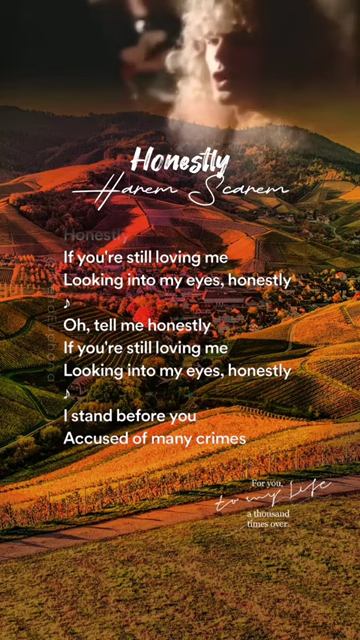 Honestly
Harem Scarem
Honestly
If you're still loving me
Looking into my eyes, honestly
♪
Oh, tell me honestly
If you're still loving me
Looking into my eyes, honestly
♪
I stand before you
Accused of many crimes
For you,
to my life
a thousand
times over.